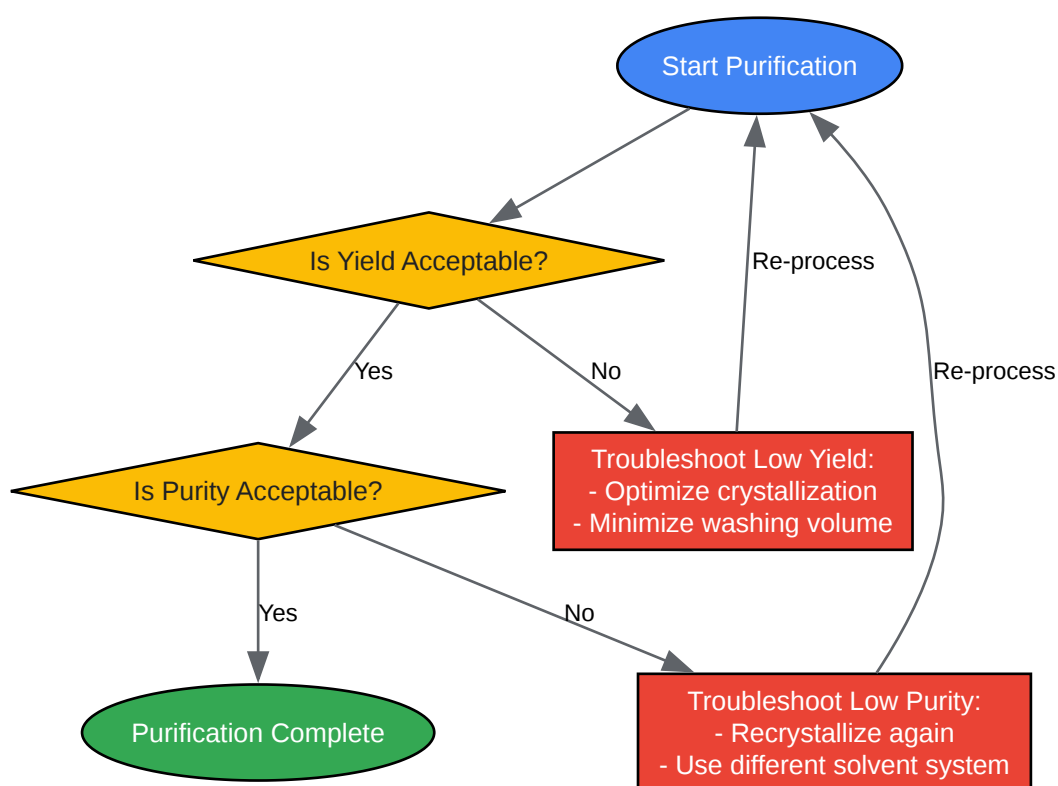 Start Purification
Is Yield Acceptable?
Re-process
Yes
No
Re-process
Troubleshoot Low Yield:
- Optimize crystallization
- Minimize washing volume
Is Purity Acceptable?
Yes
No
Purification Complete
Troubleshoot Low Purity:
- Recrystallize again
- Use different solvent system